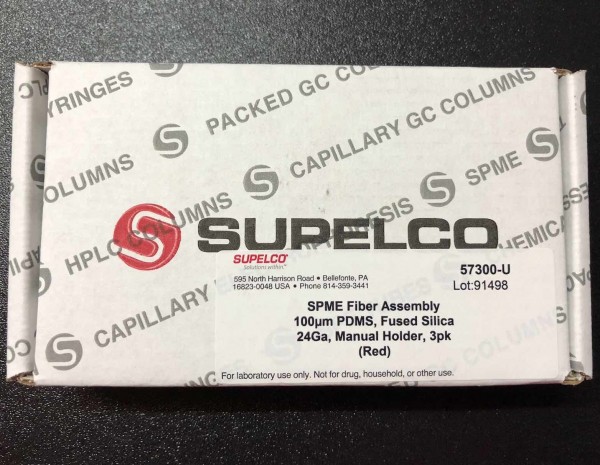 SYRINGES
PACKED GC COLUMNS
HPLC COLUMNS
CAPILLARY GC COLUMNS
SPME
SUPELCO
CAPILLARY
CHEMICAL
SUPELCO
Solutions within.™
595 North Harrison Road • Bellefonte, PA
16823-0048 USA • Phone 814-359-3441
57300-U
Lot:91498
SPME Fiber Assembly
100µm PDMS, Fused Silica
24Ga, Manual Holder, 3pk
(Red)
For laboratory use only. Not for drug, household, or other use.